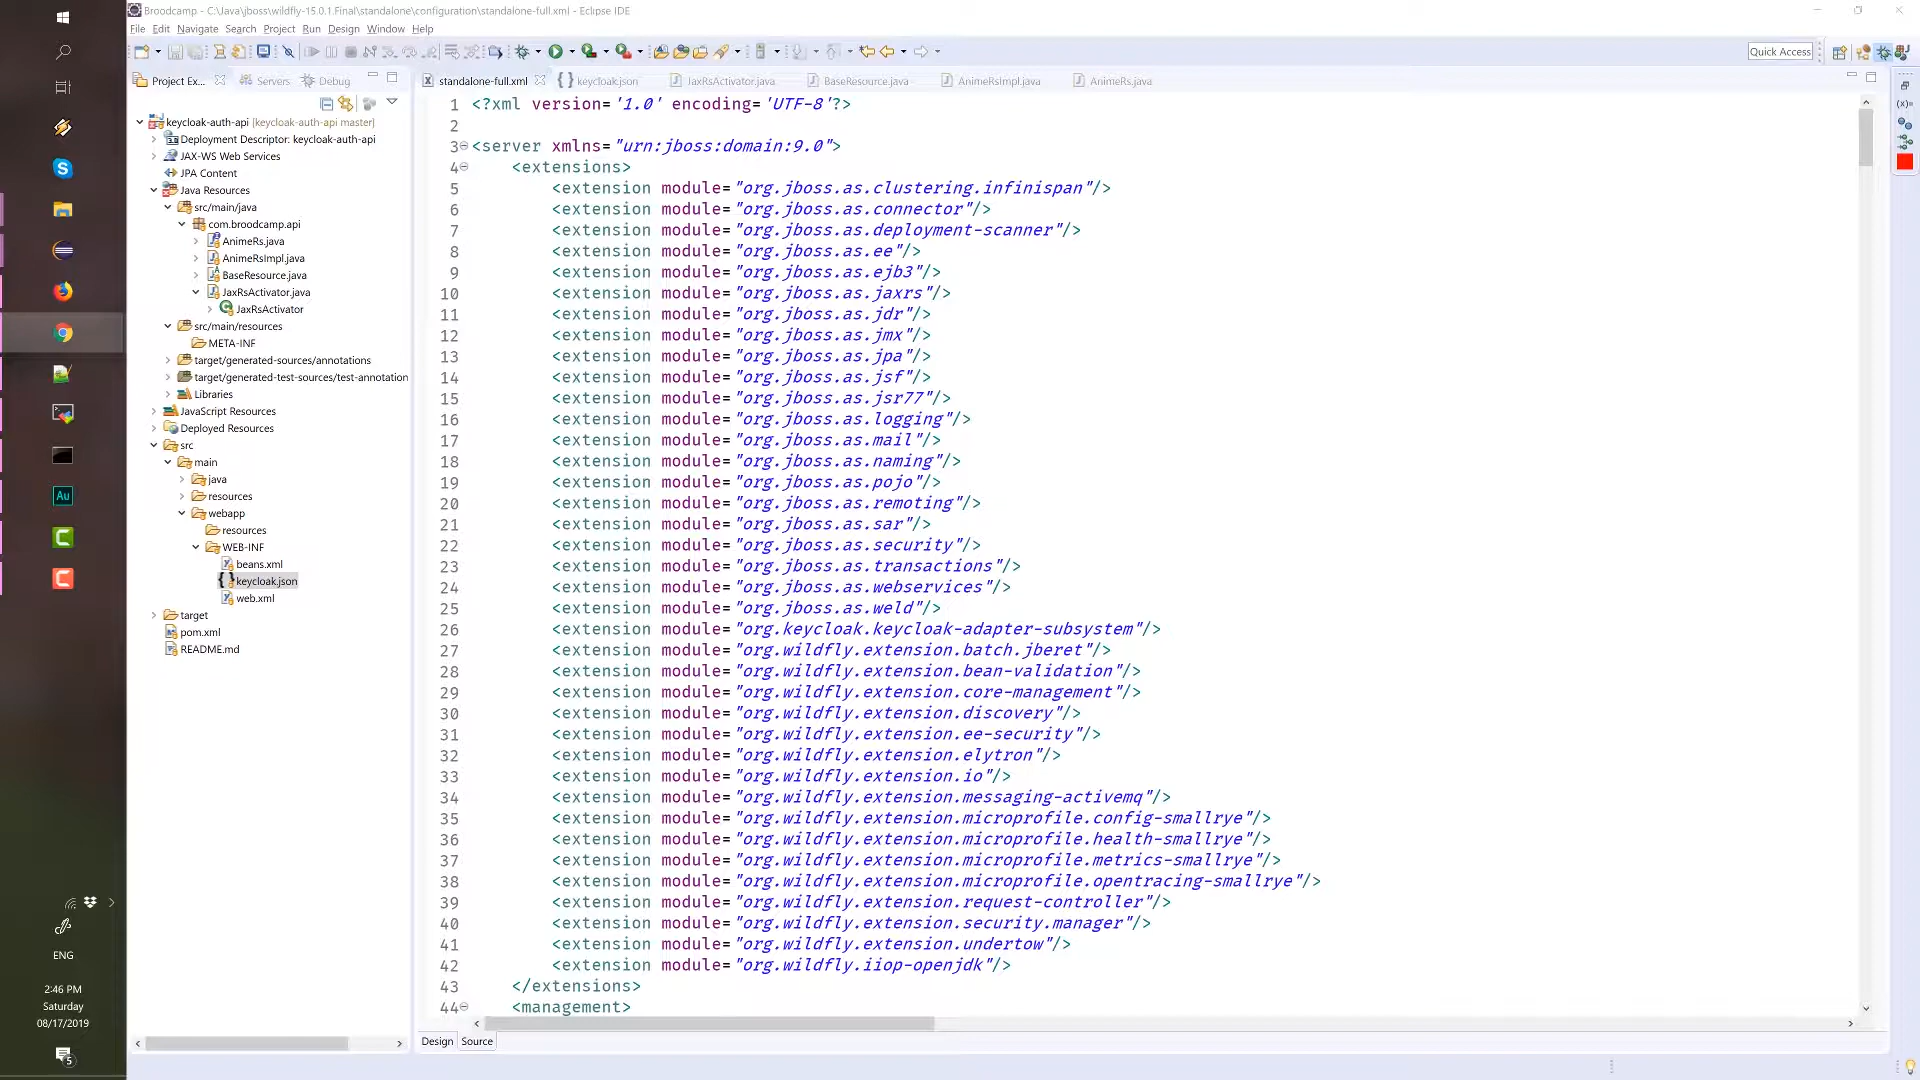 Broodcamp - C:\Java\jboss\wildfly-15.0.1.Final\standalone\configuration\standalone-full.xml - Eclipse IDE
File Edit Navigate Search Project Run Design Window Help
Quick Access
Project Ex... Servers Debug
standalone-full.xml keycloak.json JaxRsActivator.java BaseResource.java AnimeRsImpl.java AnimeRs.java
keycloak-auth-api [keycloak-auth-api master]
Deployment Descriptor: keycloak-auth-api
JAX-WS Web Services
JPA Content
Java Resources
src/main/java
com.broodcamp.api
AnimeRs.java
AnimeRsImpl.java
BaseResource.java
JaxRsActivator.java
JaxRsActivator
src/main/resources
META-INF
target/generated-sources/annotations
target/generated-test-sources/test-annotation
Libraries
JavaScript Resources
Deployed Resources
src
main
java
resources
webapp
resources
WEB-INF
beans.xml
keycloak.json
web.xml
target
pom.xml
README.md
1 <?xml version='1.0' encoding='UTF-8'?>
2
3 <server xmlns="urn:jboss:domain:9.0">
4 <extensions>
5 <extension module="org.jboss.as.clustering.infinispan"/>
6 <extension module="org.jboss.as.connector"/>
7 <extension module="org.jboss.as.deployment-scanner"/>
8 <extension module="org.jboss.as.ee"/>
9 <extension module="org.jboss.as.ejb3"/>
10 <extension module="org.jboss.as.jaxrs"/>
11 <extension module="org.jboss.as.jdr"/>
12 <extension module="org.jboss.as.jmx"/>
13 <extension module="org.jboss.as.jpa"/>
14 <extension module="org.jboss.as.jsf"/>
15 <extension module="org.jboss.as.jsr77"/>
16 <extension module="org.jboss.as.logging"/>
17 <extension module="org.jboss.as.mail"/>
18 <extension module="org.jboss.as.naming"/>
19 <extension module="org.jboss.as.pojo"/>
20 <extension module="org.jboss.as.remoting"/>
21 <extension module="org.jboss.as.sar"/>
22 <extension module="org.jboss.as.security"/>
23 <extension module="org.jboss.as.transactions"/>
24 <extension module="org.jboss.as.webservices"/>
25 <extension module="org.jboss.as.weld"/>
26 <extension module="org.keycloak.keycloak-adapter-subsystem"/>
27 <extension module="org.wildfly.extension.batch.jberet"/>
28 <extension module="org.wildfly.extension.bean-validation"/>
29 <extension module="org.wildfly.extension.core-management"/>
30 <extension module="org.wildfly.extension.discovery"/>
31 <extension module="org.wildfly.extension.ee-security"/>
32 <extension module="org.wildfly.extension.elytron"/>
33 <extension module="org.wildfly.extension.io"/>
34 <extension module="org.wildfly.extension.messaging-activemq"/>
35 <extension module="org.wildfly.extension.microprofile.config-smallrye"/>
36 <extension module="org.wildfly.extension.microprofile.health-smallrye"/>
37 <extension module="org.wildfly.extension.microprofile.metrics-smallrye"/>
38 <extension module="org.wildfly.extension.microprofile.opentracing-smallrye"/>
39 <extension module="org.wildfly.extension.request-controller"/>
40 <extension module="org.wildfly.extension.security.manager"/>
41 <extension module="org.wildfly.extension.undertow"/>
42 <extension module="org.wildfly.iiop-openjdk"/>
43 </extensions>
44 <management>
Design Source
Au
ENG
2:46 PM
Saturday
08/17/2019
5